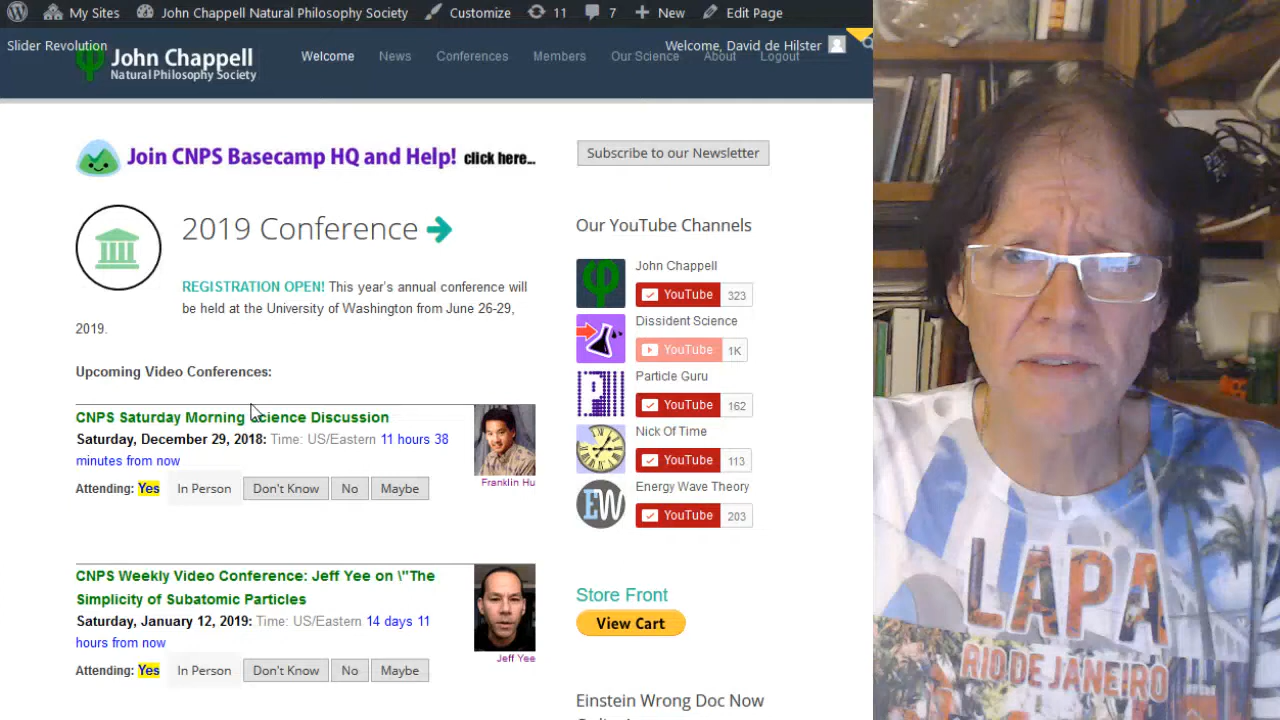 My Sites John Chappell Natural Philosophy Society Customize 11 7 New Edit Page
Slider Revolution
Welcome, David de Hilster
John Chappell
Natural Philosophy Society
Welcome News Conferences Members Our Science About Logout
Join CNPS Basecamp HQ and Help! click here...
2019 Conference
REGISTRATION OPEN! This year's annual conference will
be held at the University of Washington from June 26-29,
2019.
Upcoming Video Conferences:
CNPS Saturday Morning Science Discussion
Saturday, December 29, 2018: Time: US/Eastern 11 hours 38
minutes from now
Franklin Hu
Attending: Yes In Person Don't Know No Maybe
CNPS Weekly Video Conference: Jeff Yee on \"The
Simplicity of Subatomic Particles
Saturday, January 12, 2019: Time: US/Eastern 14 days 11
hours from now
Jeff Yee
Attending: Yes In Person Don't Know No Maybe
Subscribe to our Newsletter
Our YouTube Channels
John Chappell
YouTube 323
Dissident Science
YouTube 1K
Particle Guru
YouTube 162
Nick Of Time
YouTube 113
Energy Wave Theory
EW
YouTube 203
Store Front
View Cart
Einstein Wrong Doc Now
LAPA
RIO DE JANEIRO